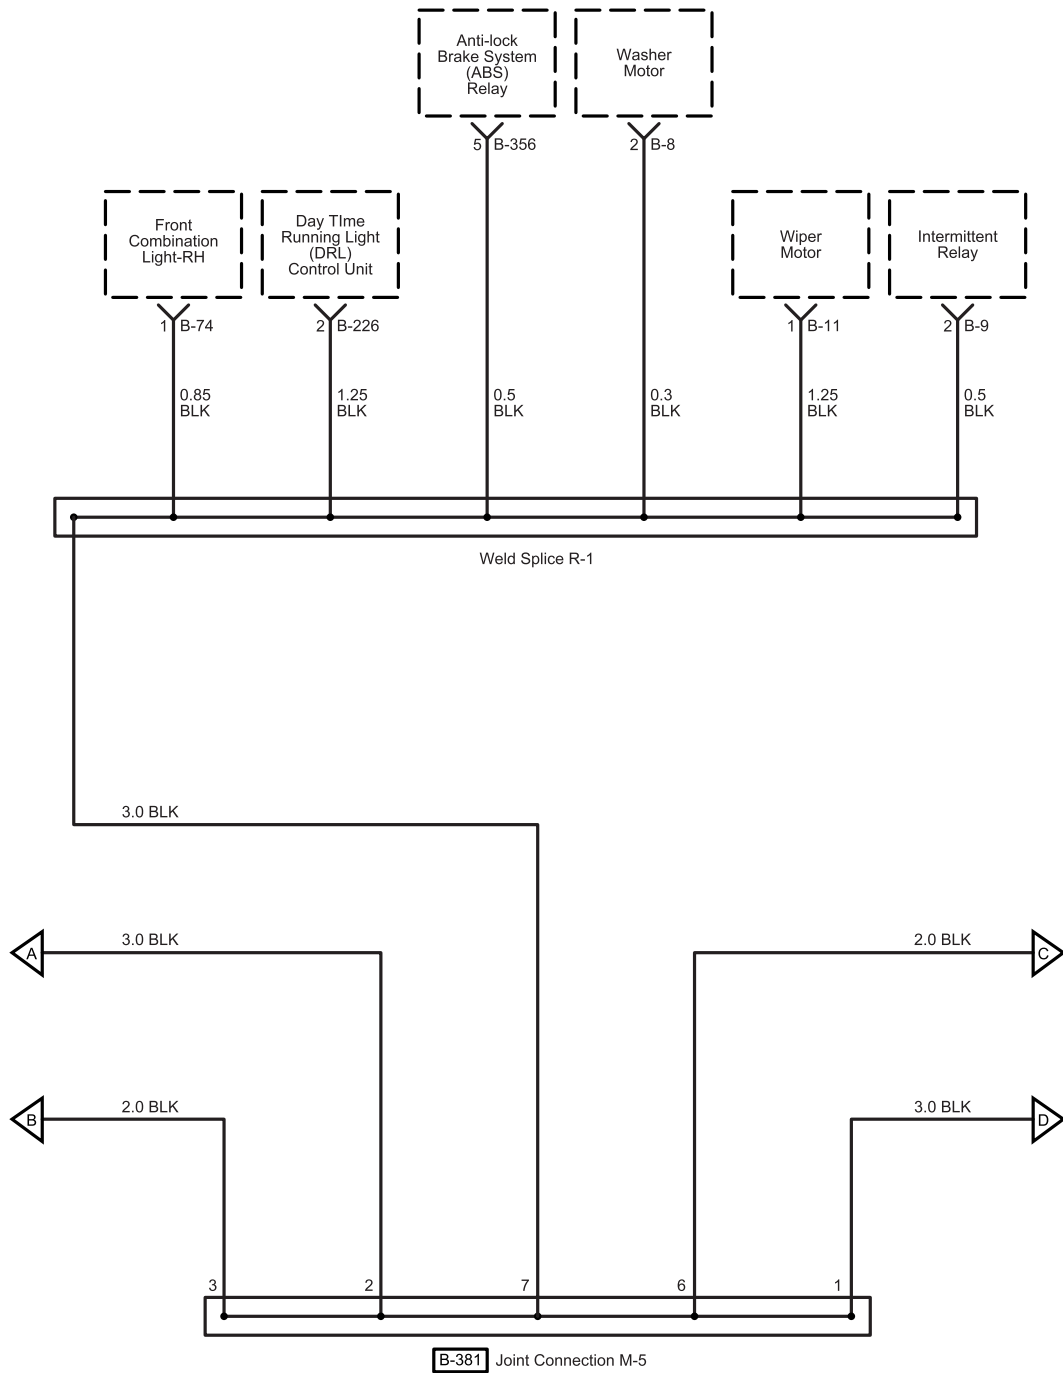 Anti-lock
Brake System
(ABS)
Relay
Washer
Motor
5 B-356
2 B-8
Front
Combination
Light-RH
Day TIme
Running Light
(DRL)
Control Unit
Wiper
Motor
Intermittent
Relay
1 B-74
2 B-226
1 B-11
2 B-9
0.85
BLK
1.25
BLK
0.5
BLK
0.3
BLK
1.25
BLK
0.5
BLK
Weld Splice R-1
3.0 BLK
A
3.0 BLK
2.0 BLK
C
B
2.0 BLK
3.0 BLK
D
3 2 7 6 1
B-381 Joint Connection M-5